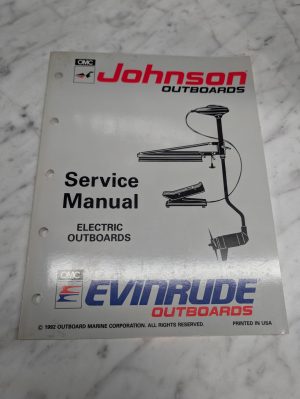 OMC
Johnson
OUTBOARDS
Service
Manual
ELECTRIC
OUTBOARDS
OMC
EVINRUDE
OUTBOARDS
© 1992 OUTBOARD MARINE CORPORATION. ALL RIGHTS RESERVED. PRINTED IN USA